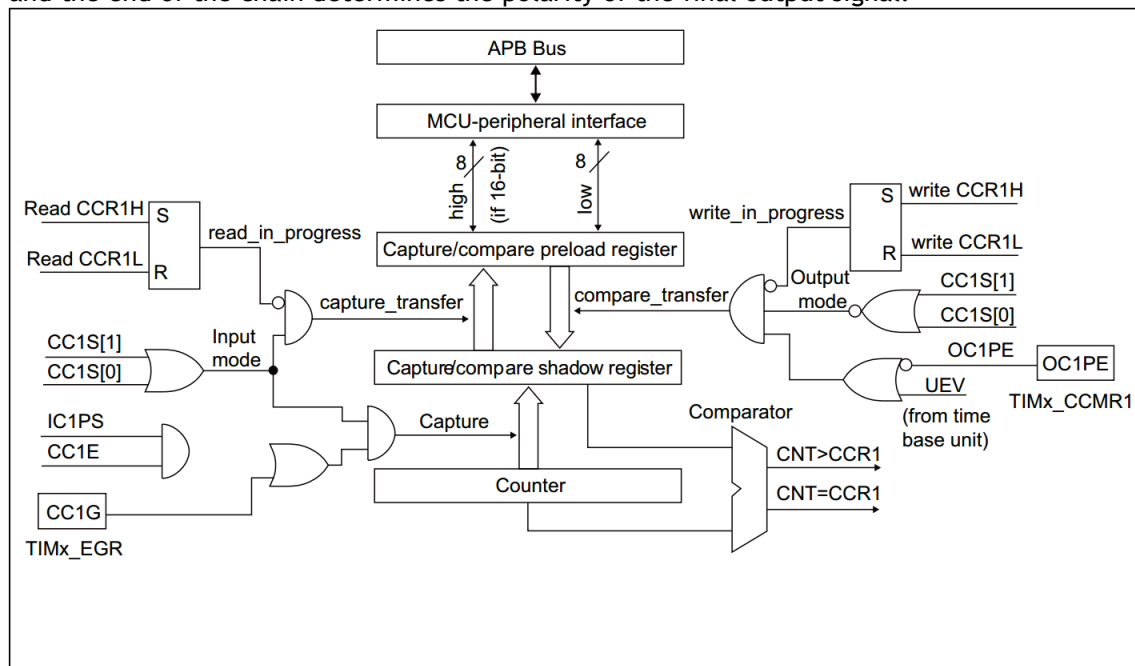 and the end of the chain determines the polarity of the final output signal.
APB Bus
MCU-peripheral interface
8
8
high
(if 16-bit)
low
Read CCR1H
S
read_in_progress
Read CCR1L
R
write_in_progress
S
write CCR1H
R
write CCR1L
Capture/compare preload register
capture_transfer
compare_transfer
Output
mode
CC1S[1]
CC1S[0]
CC1S[1]
CC1S[0]
Input
mode
Capture/compare shadow register
OC1PE
OC1PE
UEV
TIMx_CCMR1
(from time
base unit)
IC1PS
CC1E
Capture
Comparator
CNT>CCR1
Counter
CNT=CCR1
CC1G
TIMx_EGR